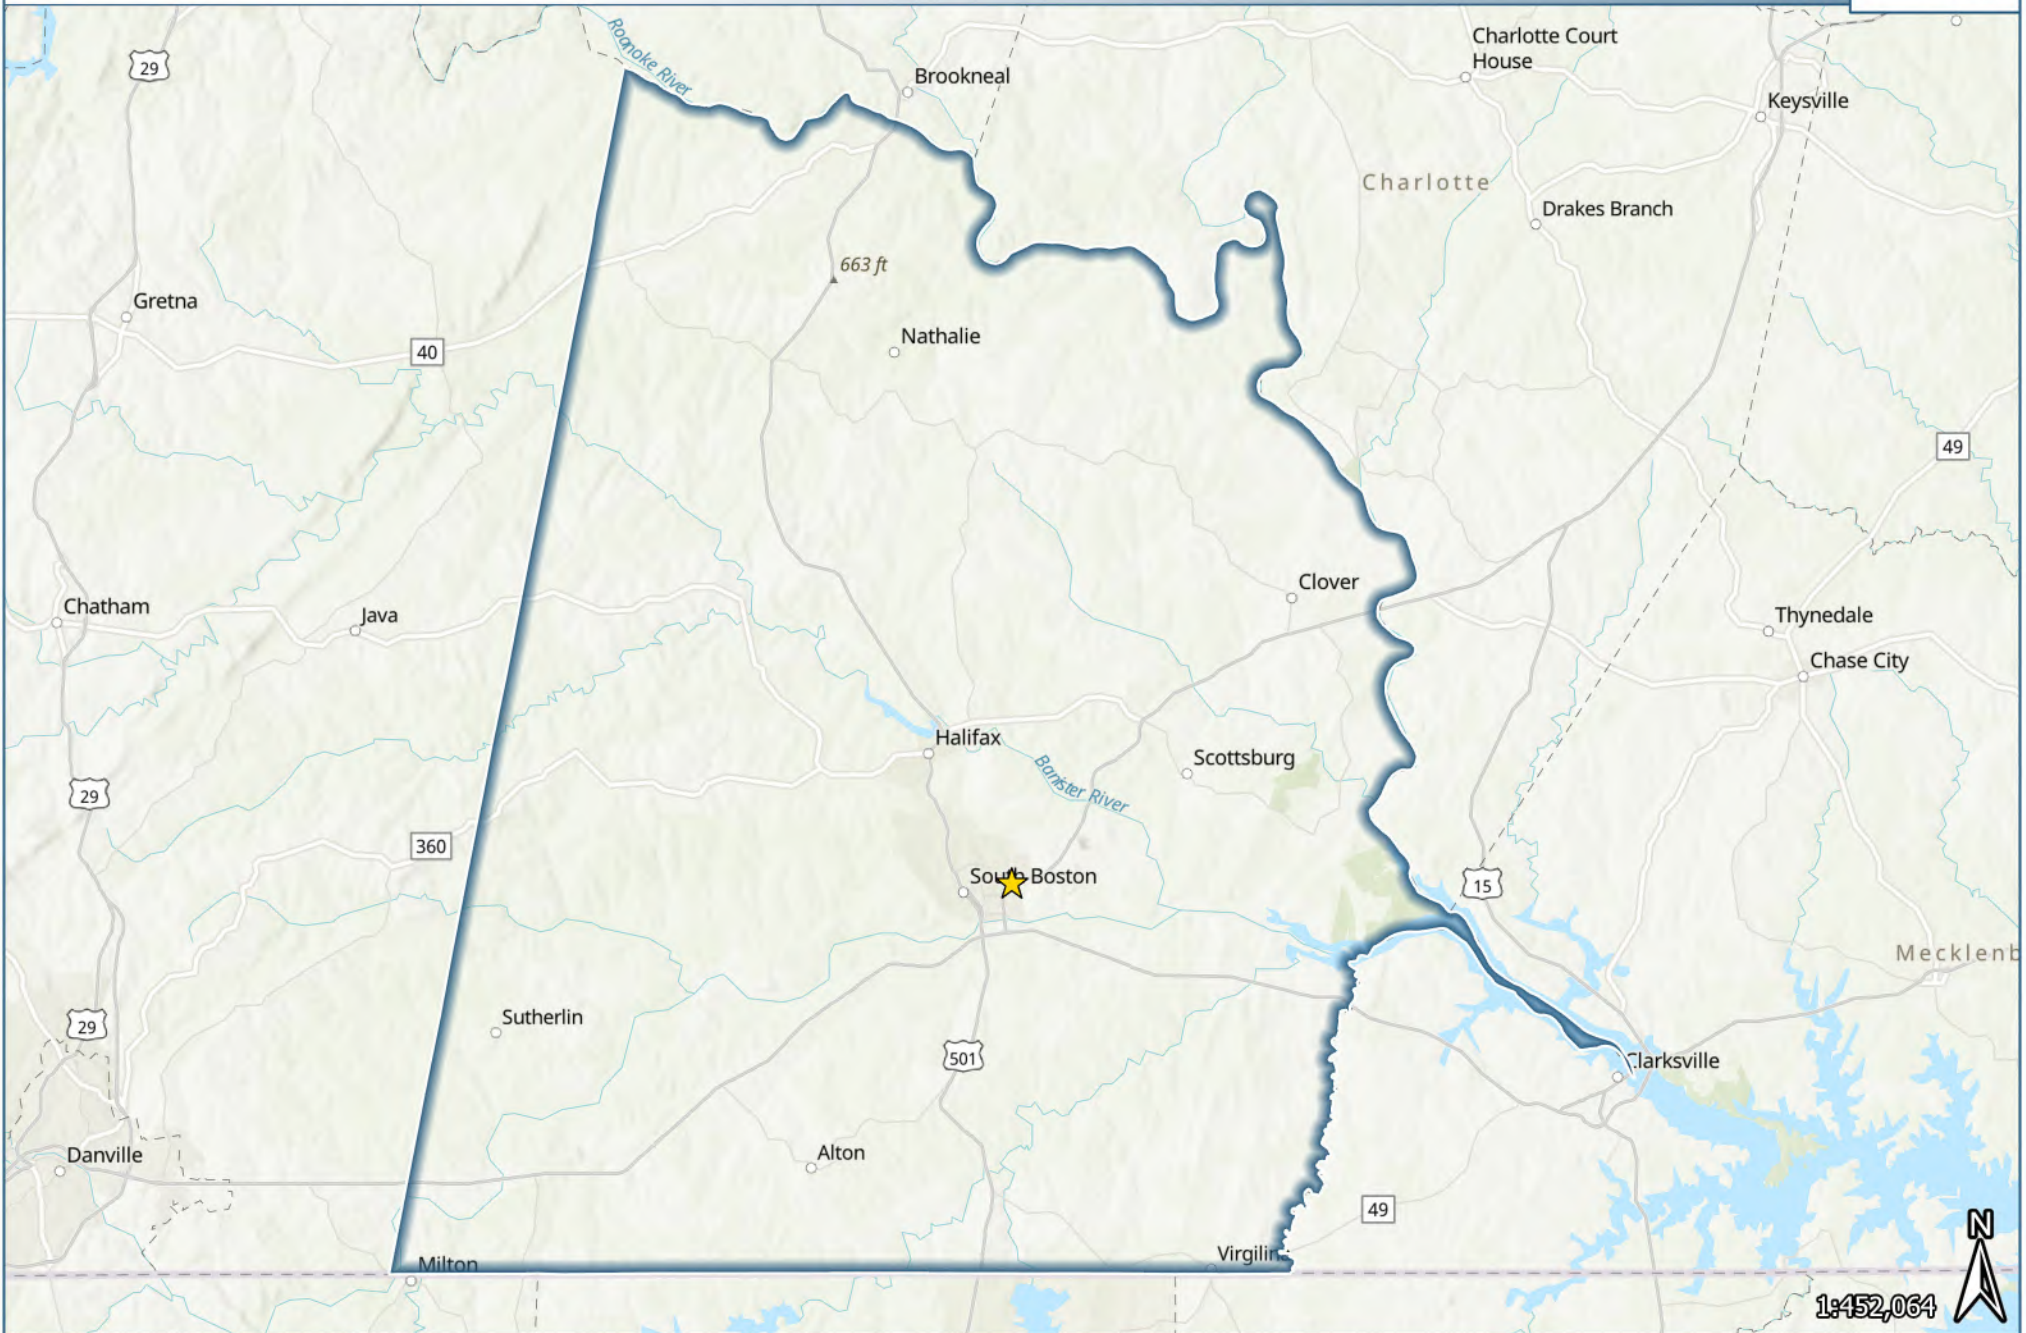 Roanoke River
29
Brookneal
Charlotte Court
House
Keysville
Charlotte
Drakes Branch
663 ft
Gretna
40
Nathalie
49
Clover
Chatham
Java
Thynedale
Chase City
Halifax
Scottsburg
Banister River
29
360
South Boston
15
Mecklenb
Sutherlin
29
501
Clarksville
Danville
Alton
49
N
Virgilina
Milton
1:452,064